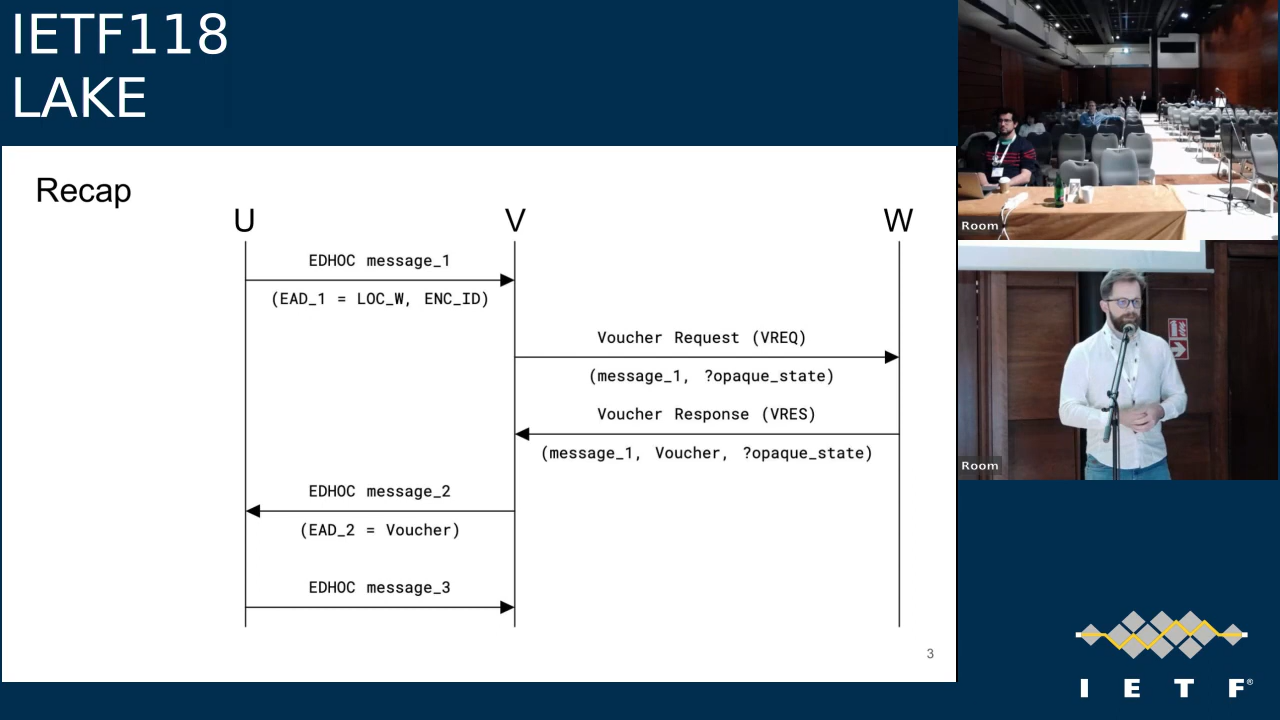 IETF118
LAKE
Recap
U V W
EDHOC message_1
(EAD_1 = LOC_W, ENC_ID)
Voucher Request (VREQ)
(message_1, ?opaque_state)
Voucher Response (VRES)
(message_1, Voucher, ?opaque_state)
EDHOC message_2
(EAD_2 = Voucher)
EDHOC message_3
3
Room
Room
I E T F®